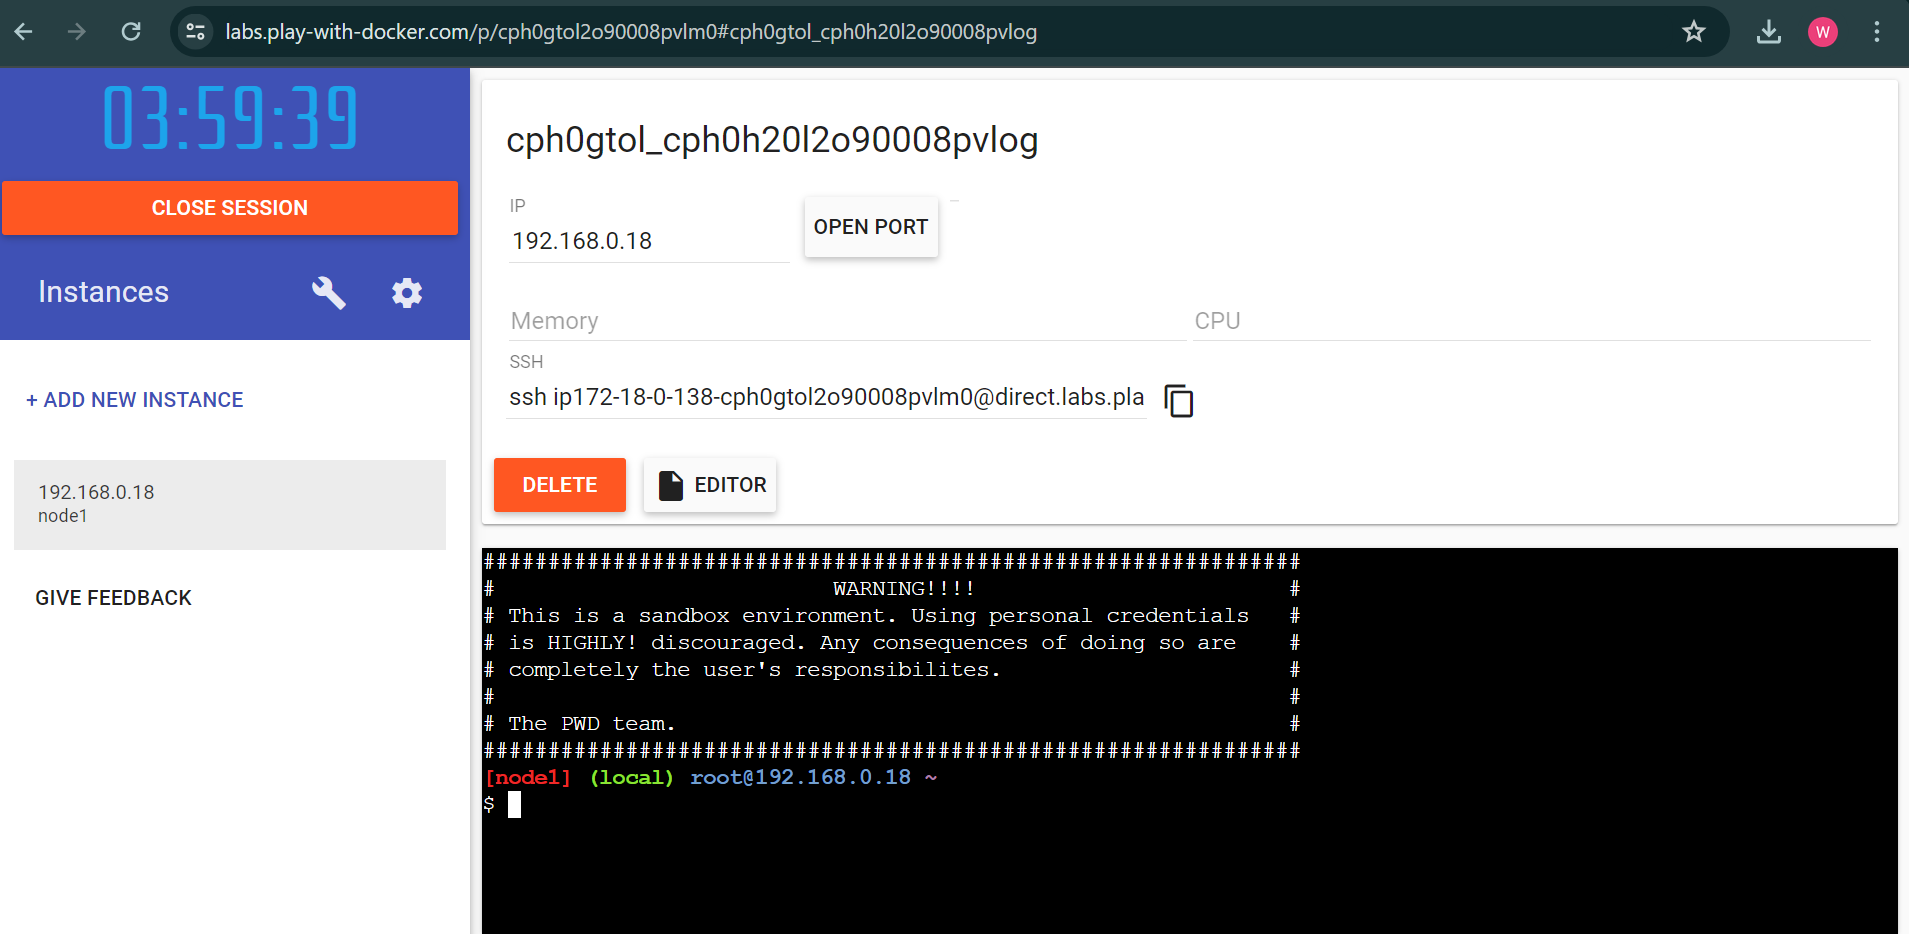 labs.play-with-docker.com/p/cph0gtol2o90008pvlm0#cph0gtol_cph0h20l2o90008pvlog
W
03:59:39
CLOSE SESSION
Instances
+ ADD NEW INSTANCE
192.168.0.18
node1
GIVE FEEDBACK
cph0gtol_cph0h20l2o90008pvlog
IP
192.168.0.18
OPEN PORT
Memory
CPU
SSH
ssh ip172-18-0-138-cph0gtol2o90008pvlm0@direct.labs.pla
DELETE
EDITOR
###############################################################
#                          WARNING!!!!                        #
# This is a sandbox environment. Using personal credentials   #
# is HIGHLY! discouraged. Any consequences of doing so are    #
# completely the user's responsibilites.                      #
#                                                             #
# The PWD team.                                               #
###############################################################
[node1] (local) root@192.168.0.18 ~
$